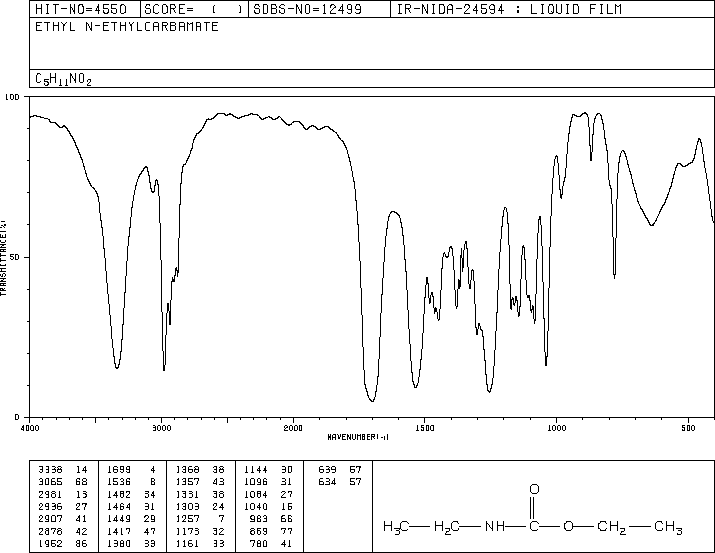 HIT-NO=4550 SCORE= ( ) SDBS-NO=12499 IR-NIDA-24594 : LIQUID FILM
ETHYL N-ETHYLCARBAMATE
C5H11NO2
100
50
0
TRANSMITTANCE(%)
4000 3000 2000 1500 1000 500
WAVENUMBER(-1)
3338 14 1699 4 1368 38 1144 30 639 57
3065 68 1536 8 1357 43 1096 31 634 57
2981 13 1482 34 1331 38 1084 27
2936 27 1464 31 1303 24 1040 16
2907 41 1449 29 1257 7 983 66
2878 42 1417 47 1173 32 869 77
1952 86 1380 33 1161 33 780 41
O
H3C H2C NH C O CH2 CH3